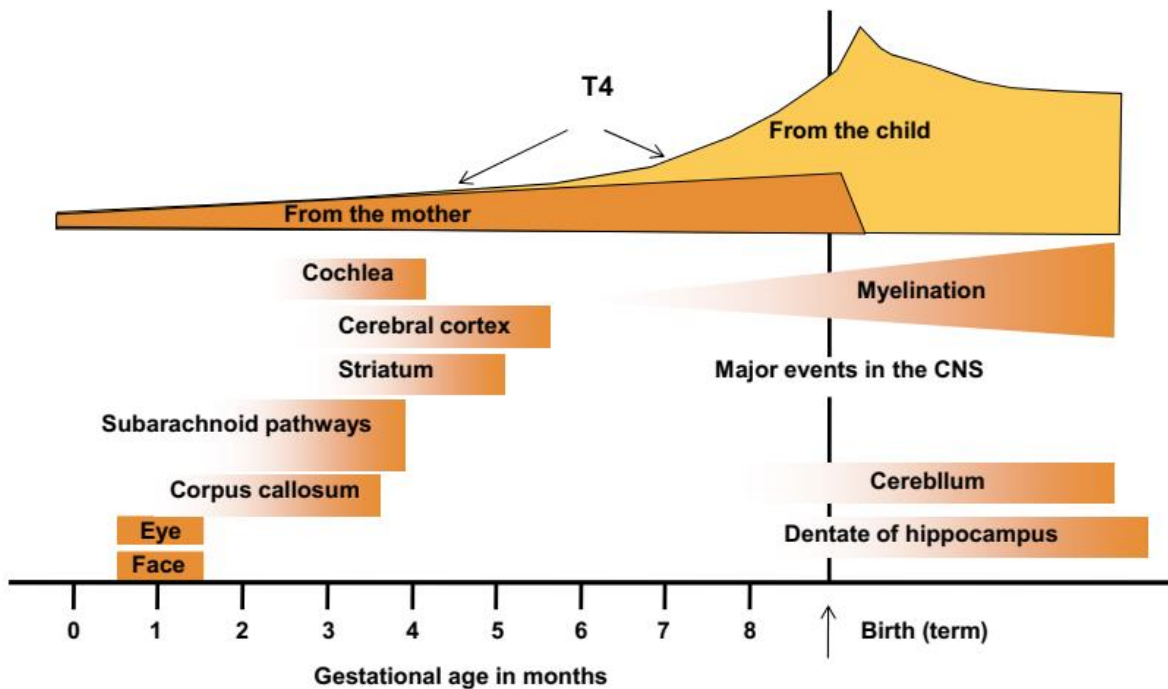 T4
From the child
From the mother
Cochlea
Myelination
Cerebral cortex
Striatum
Major events in the CNS
Subarachnoid pathways
Corpus callosum
Cerebllum
Eye
Dentate of hippocampus
Face
0 1 2 3 4 5 6 7 8
Birth (term)
Gestational age in months